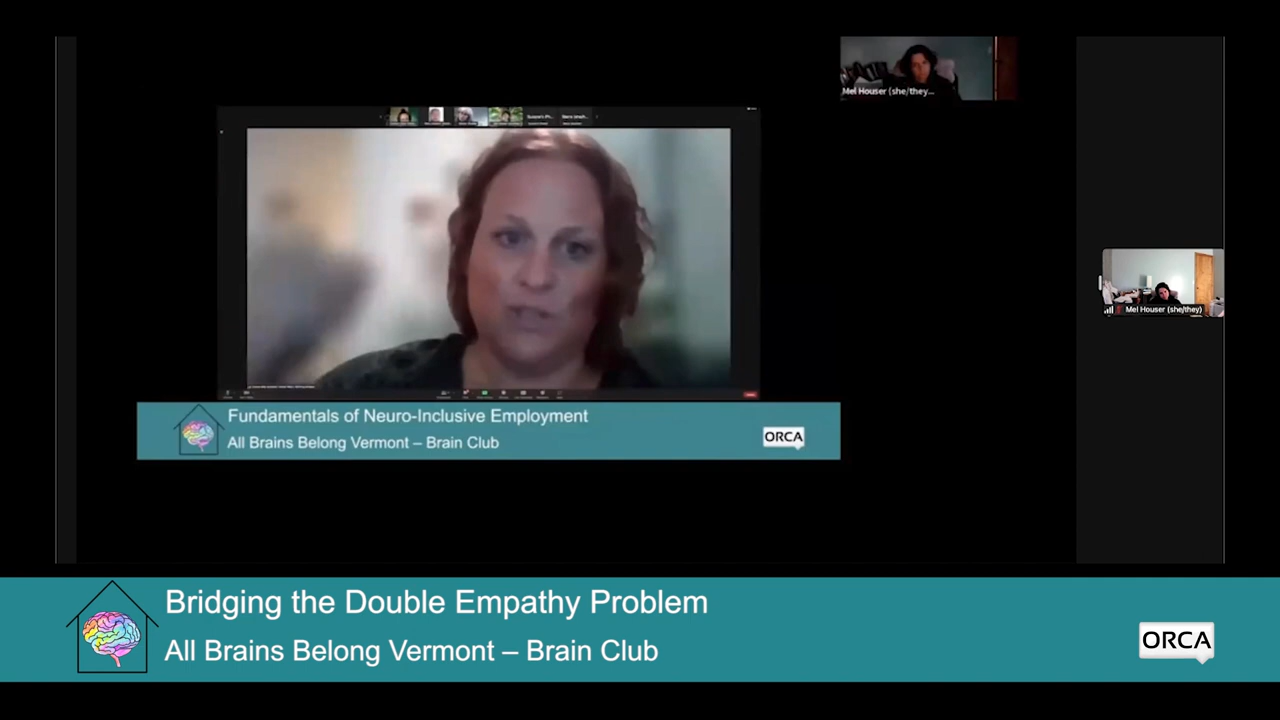 Mel Houser (she/they...
Mel Houser (she/they)
Fundamentals of Neuro-Inclusive Employment
All Brains Belong Vermont – Brain Club
ORCA
Bridging the Double Empathy Problem
All Brains Belong Vermont – Brain Club
ORCA